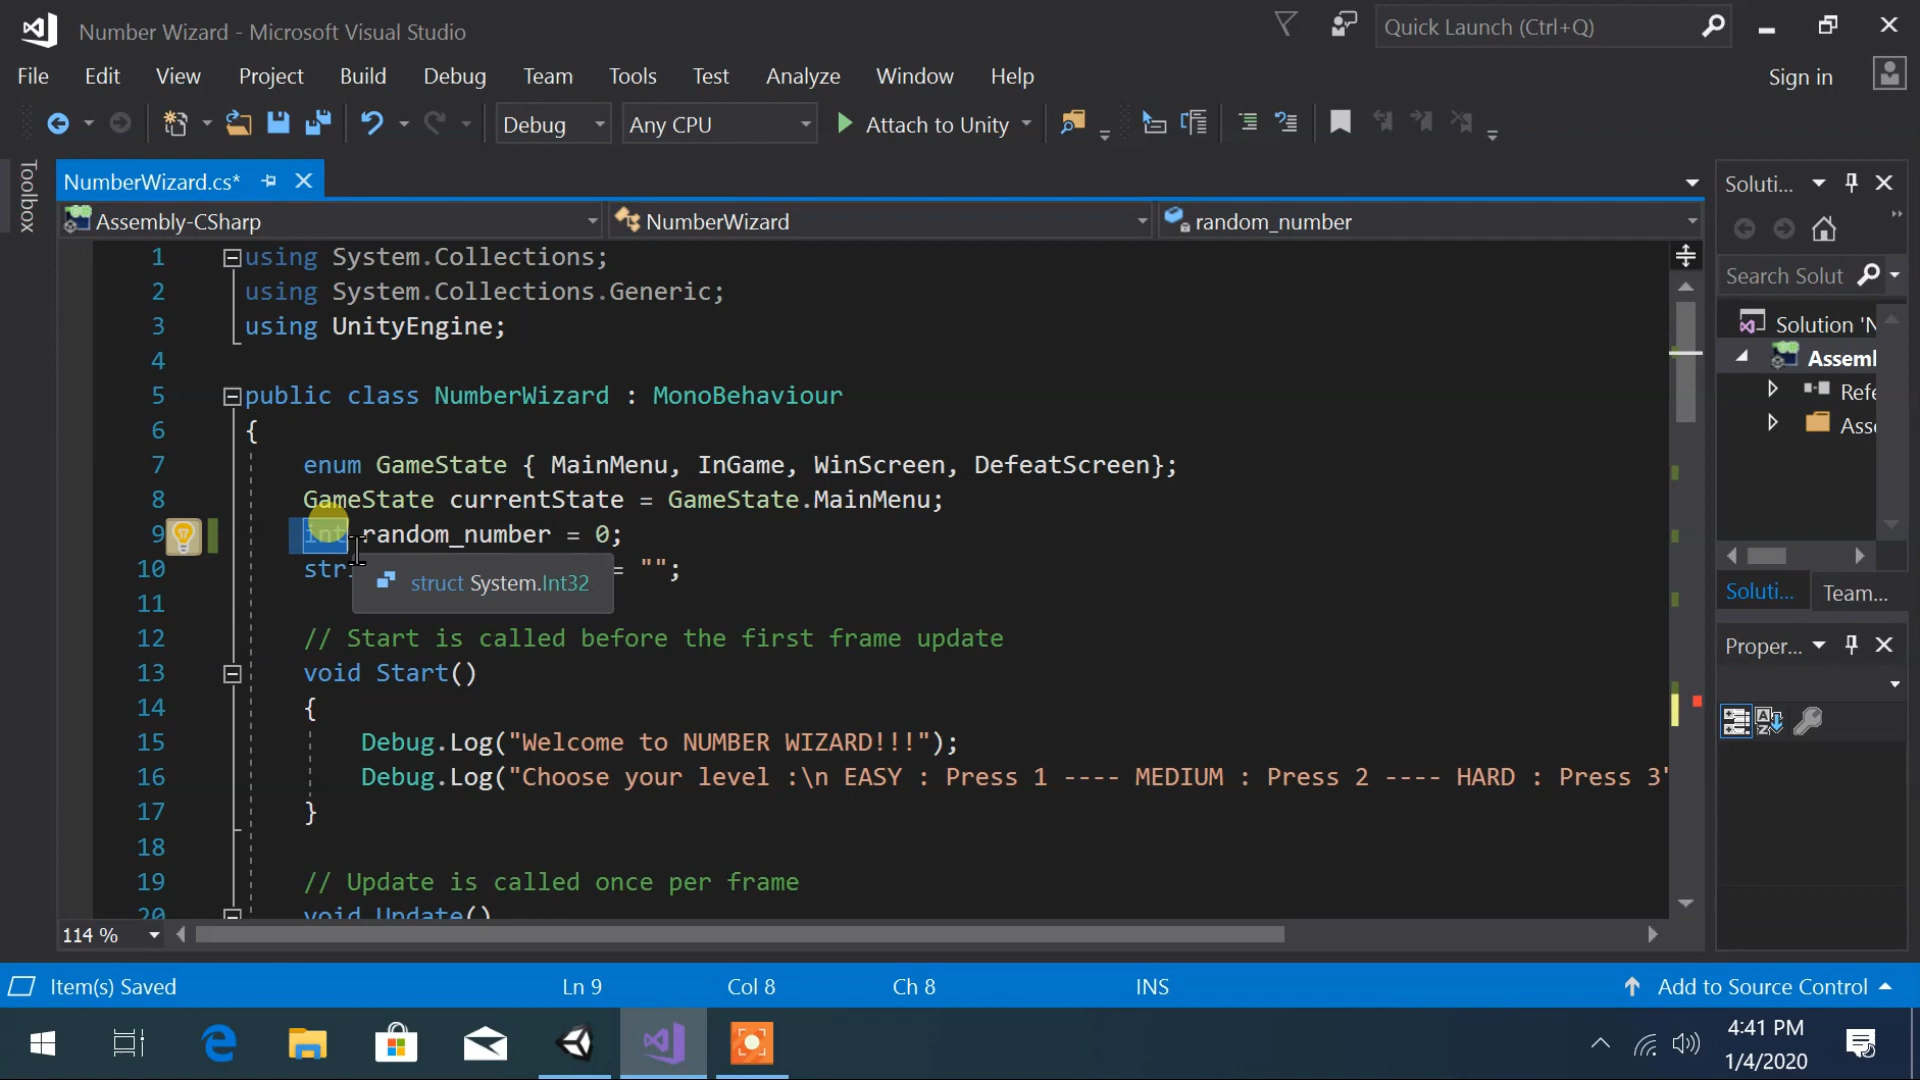 Number Wizard - Microsoft Visual Studio
Quick Launch (Ctrl+Q)
File Edit View Project Build Debug Team Tools Test Analyze Window Help
Sign in
Debug
Any CPU
Attach to Unity
Toolbox
NumberWizard.cs*
Assembly-CSharp
NumberWizard
random_number
1 using System.Collections;
2 using System.Collections.Generic;
3 using UnityEngine;
4
5 public class NumberWizard : MonoBehaviour
6 {
7 enum GameState { MainMenu, InGame, WinScreen, DefeatScreen};
8 GameState currentState = GameState.MainMenu;
9 int random_number = 0;
10 stri = "";
struct System.Int32
11
12 // Start is called before the first frame update
13 void Start()
14 {
15 Debug.Log("Welcome to NUMBER WIZARD!!!");
16 Debug.Log("Choose your level :\n EASY : Press 1 ---- MEDIUM : Press 2 ---- HARD : Press 3"
17 }
18
19 // Update is called once per frame
20 void Update()
114 %
Soluti...
Search Solut
Solution 'N
Assembl
Refe
Asse
Soluti...
Team...
Proper...
Item(s) Saved
Ln 9
Col 8
Ch 8
INS
Add to Source Control
4:41 PM
1/4/2020